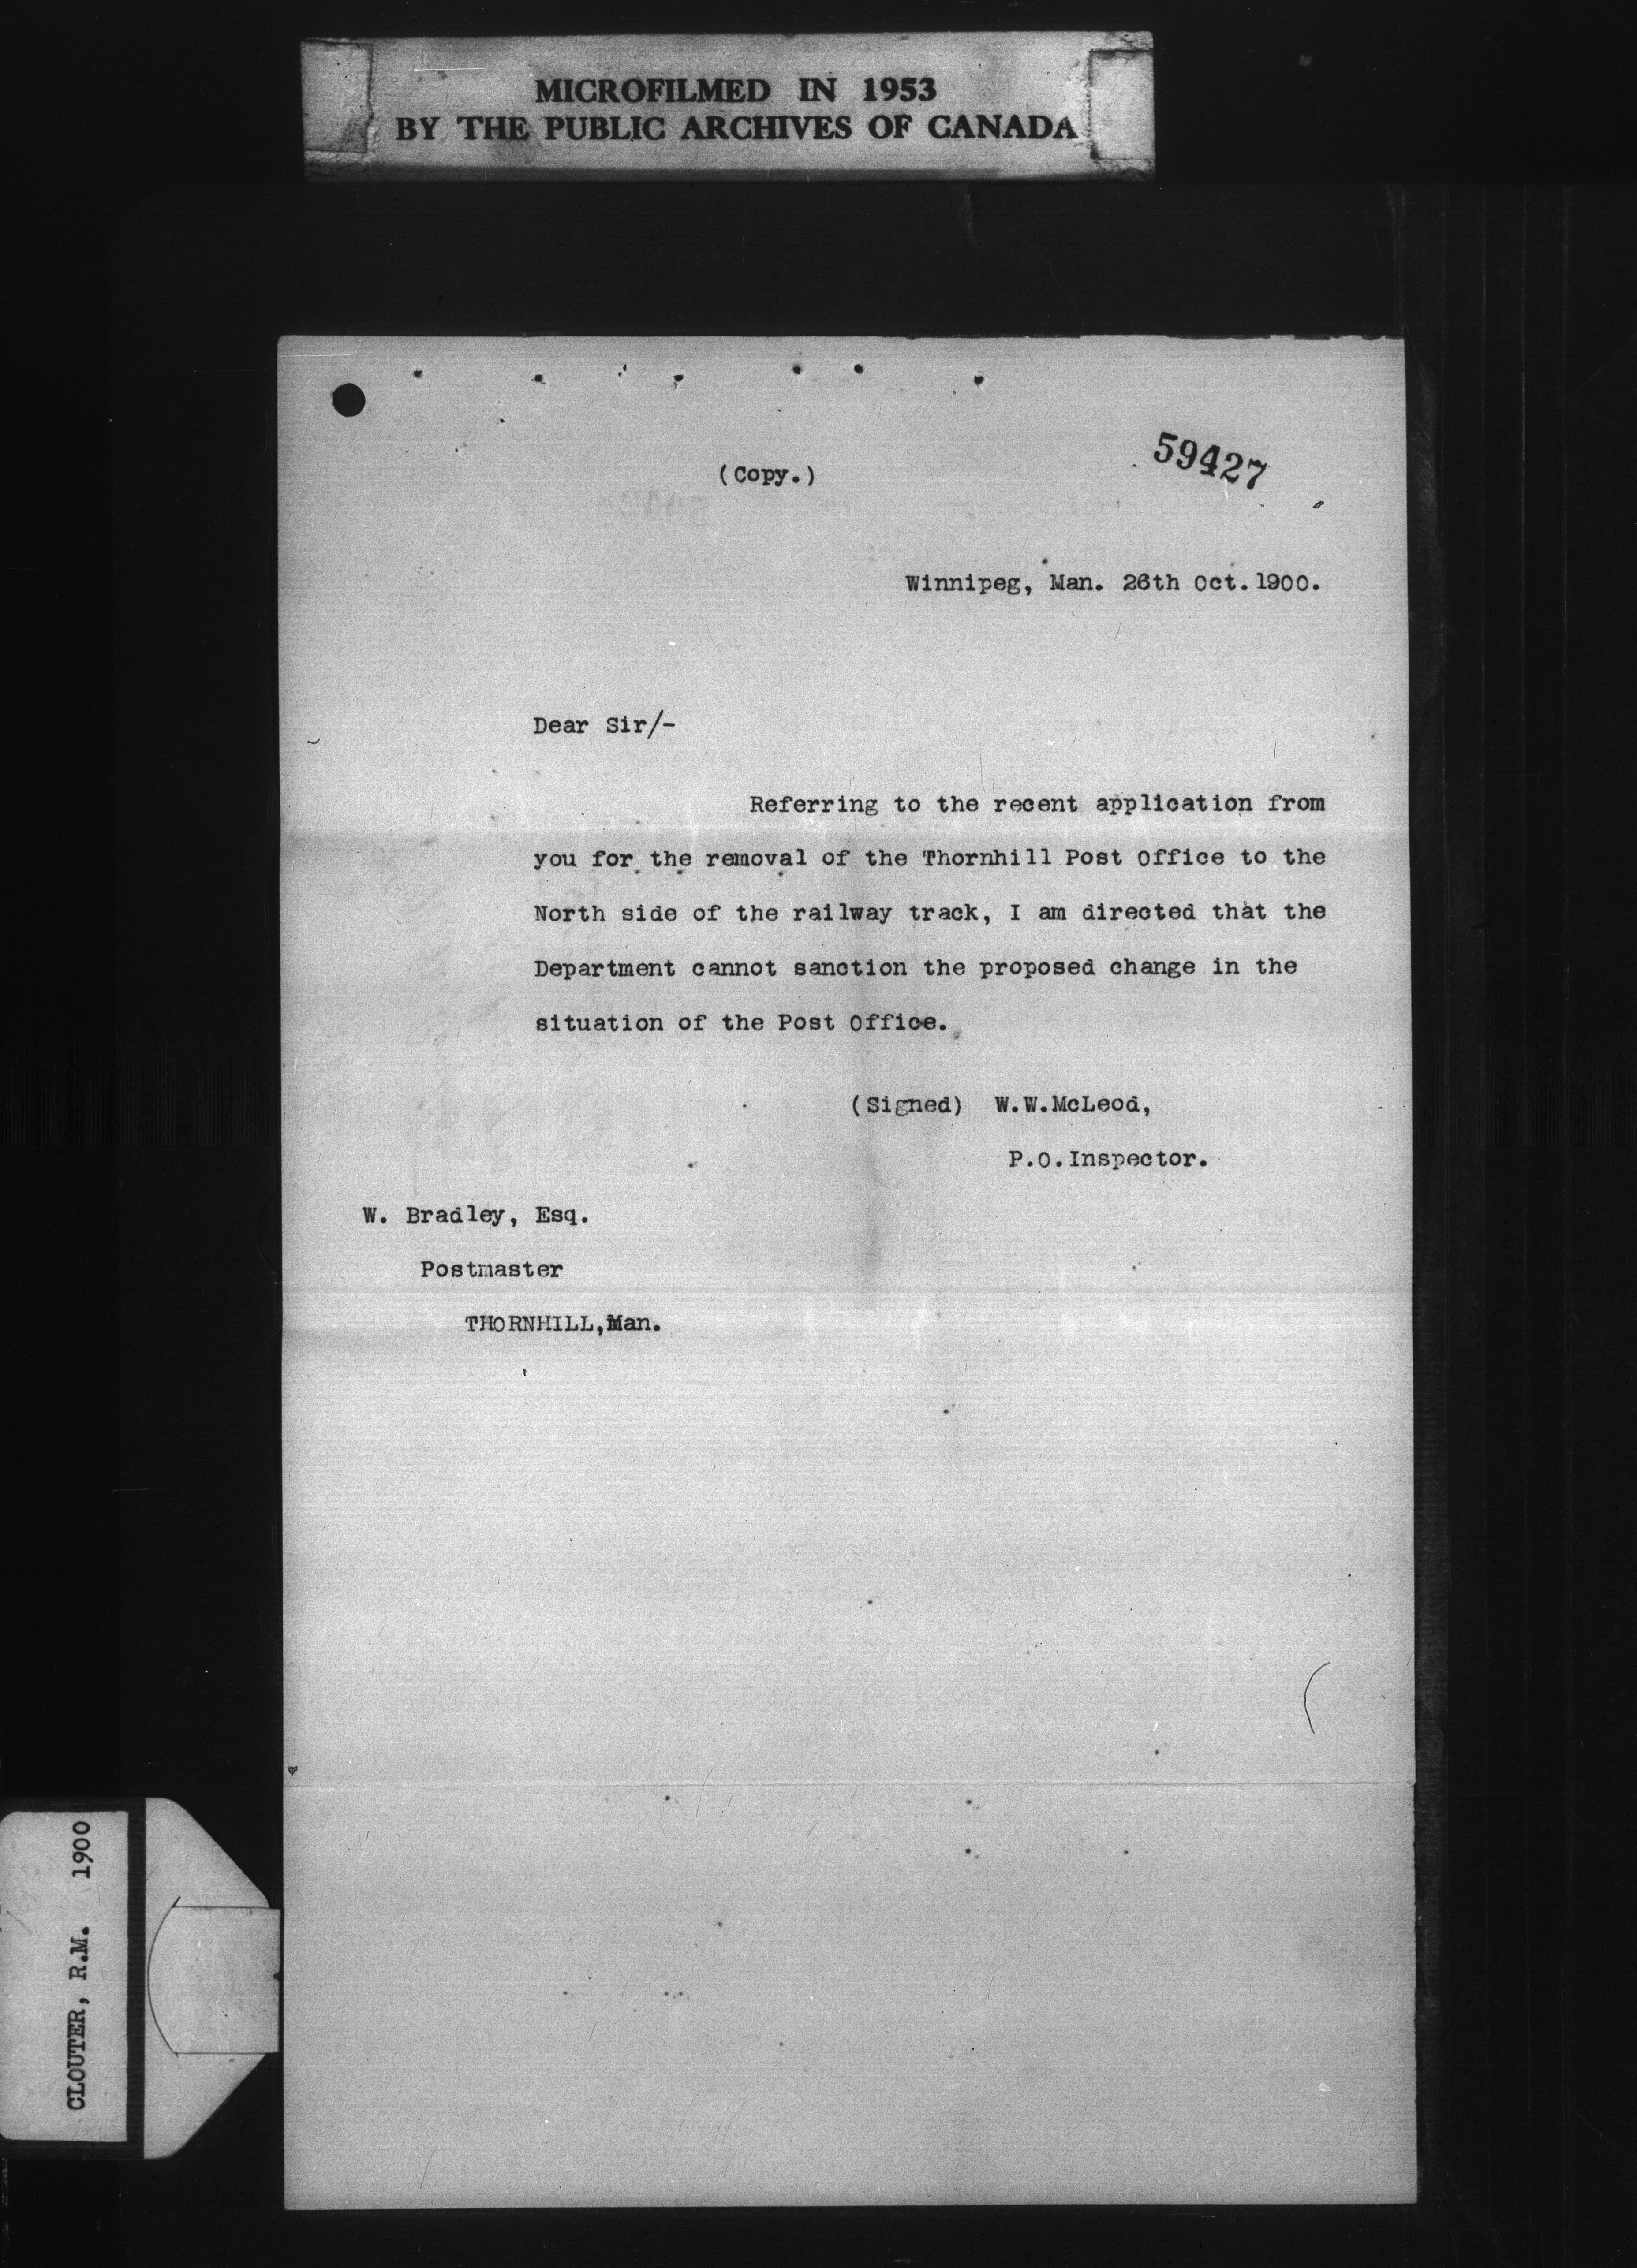 MICROFILMED IN 1953
BY THE PUBLIC ARCHIVES OF CANADA
59427
(Copy.)
Winnipeg, Man. 26th Oct. 1900.
Dear Sir/-
Referring to the recent application from
you for the removal of the Thornhill Post Office to the
North side of the railway track, I am directed that the
Department cannot sanction the proposed change in the
situation of the Post Office.
(Signed) W.W.McLeod,
P.O.Inspector.
W. Bradley, Esq.
Postmaster
THORNHILL,Man.
CLOUTER, R.M. 1900